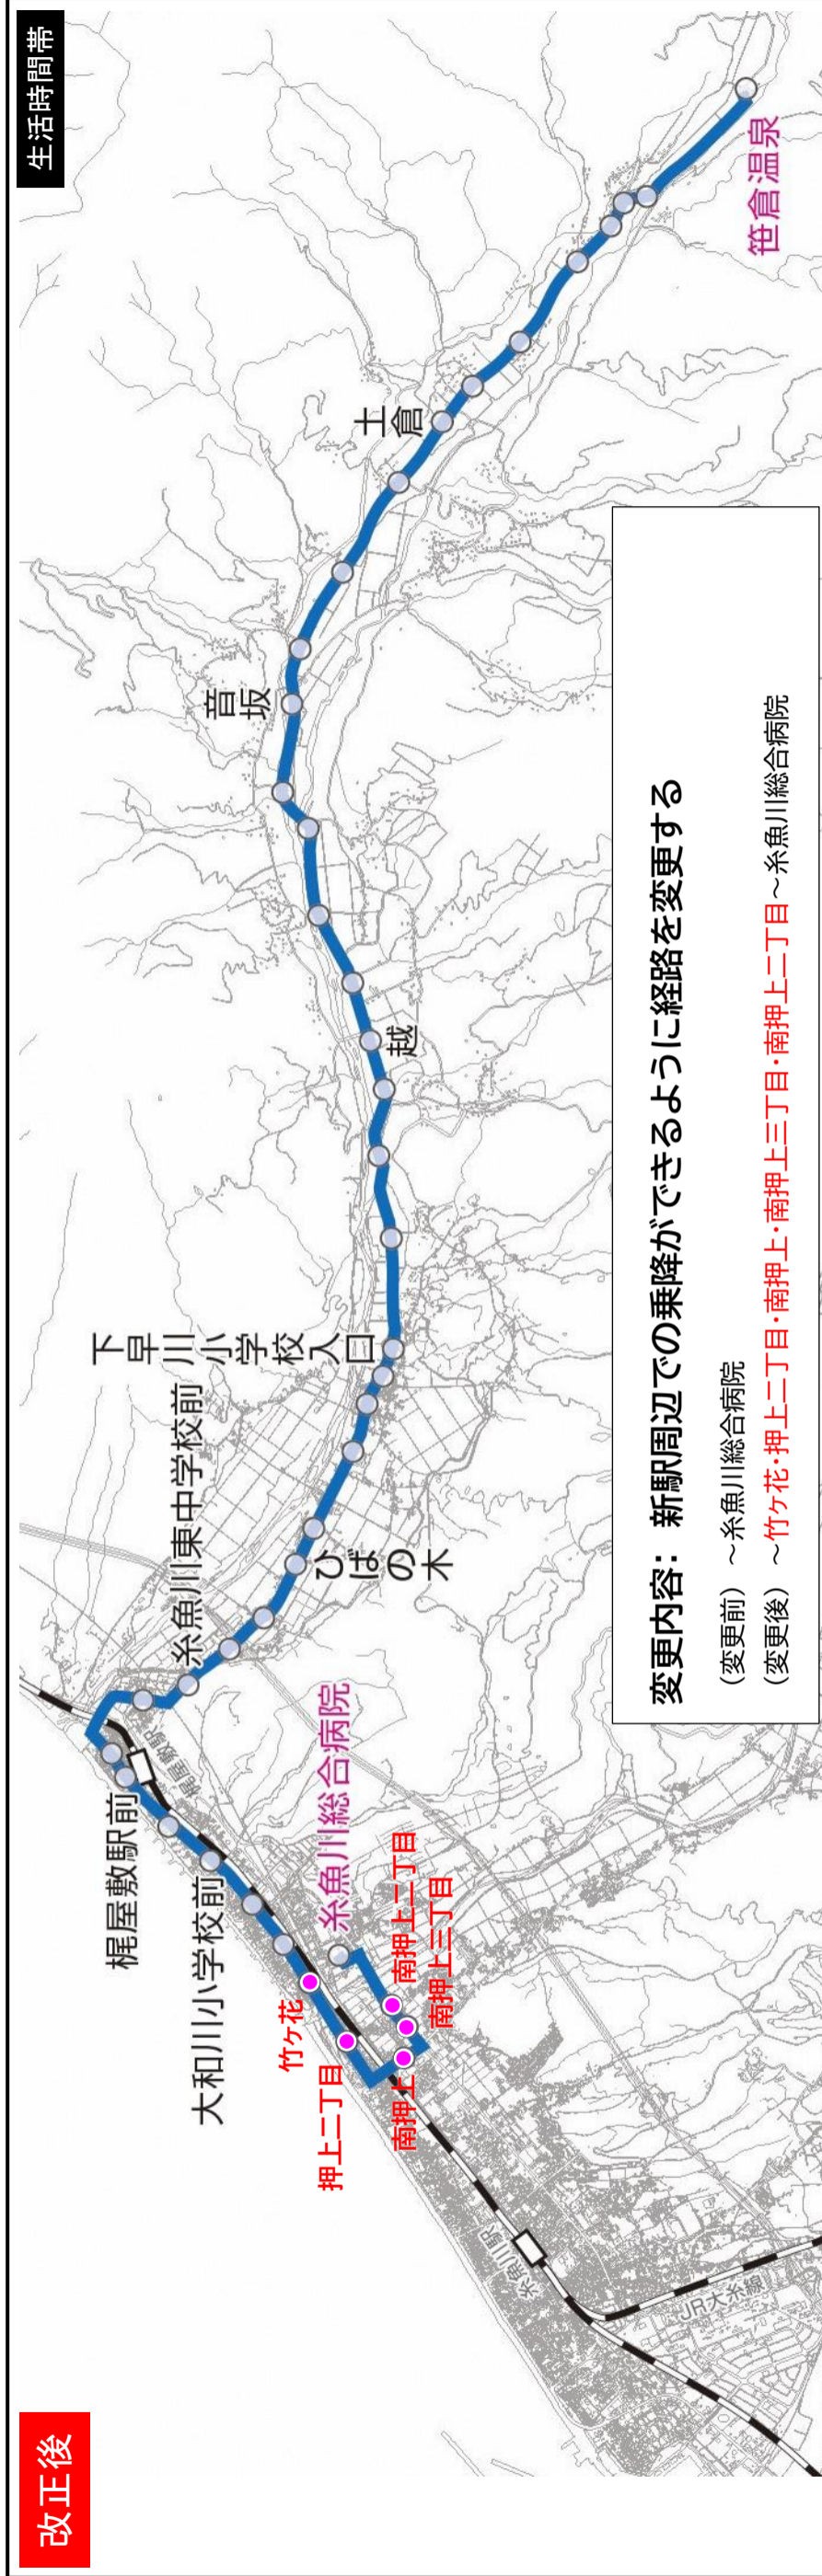 改正後
生活時間帯
笹倉温泉
土倉
音坂
越
下早川小学校入口
糸魚川東中学校前
ひばの木
梶屋敷駅
梶屋敷駅前
大和川小学校前
糸魚川総合病院
竹ヶ花
押上二丁目
南押上
南押上二丁目
南押上三丁目
糸魚川駅
JR大糸線
変更内容： 新駅周辺での乗降ができるように経路を変更する
（変更前） ～糸魚川総合病院
（変更後） ～竹ヶ花・押上二丁目・南押上・南押上三丁目・南押上二丁目～糸魚川総合病院